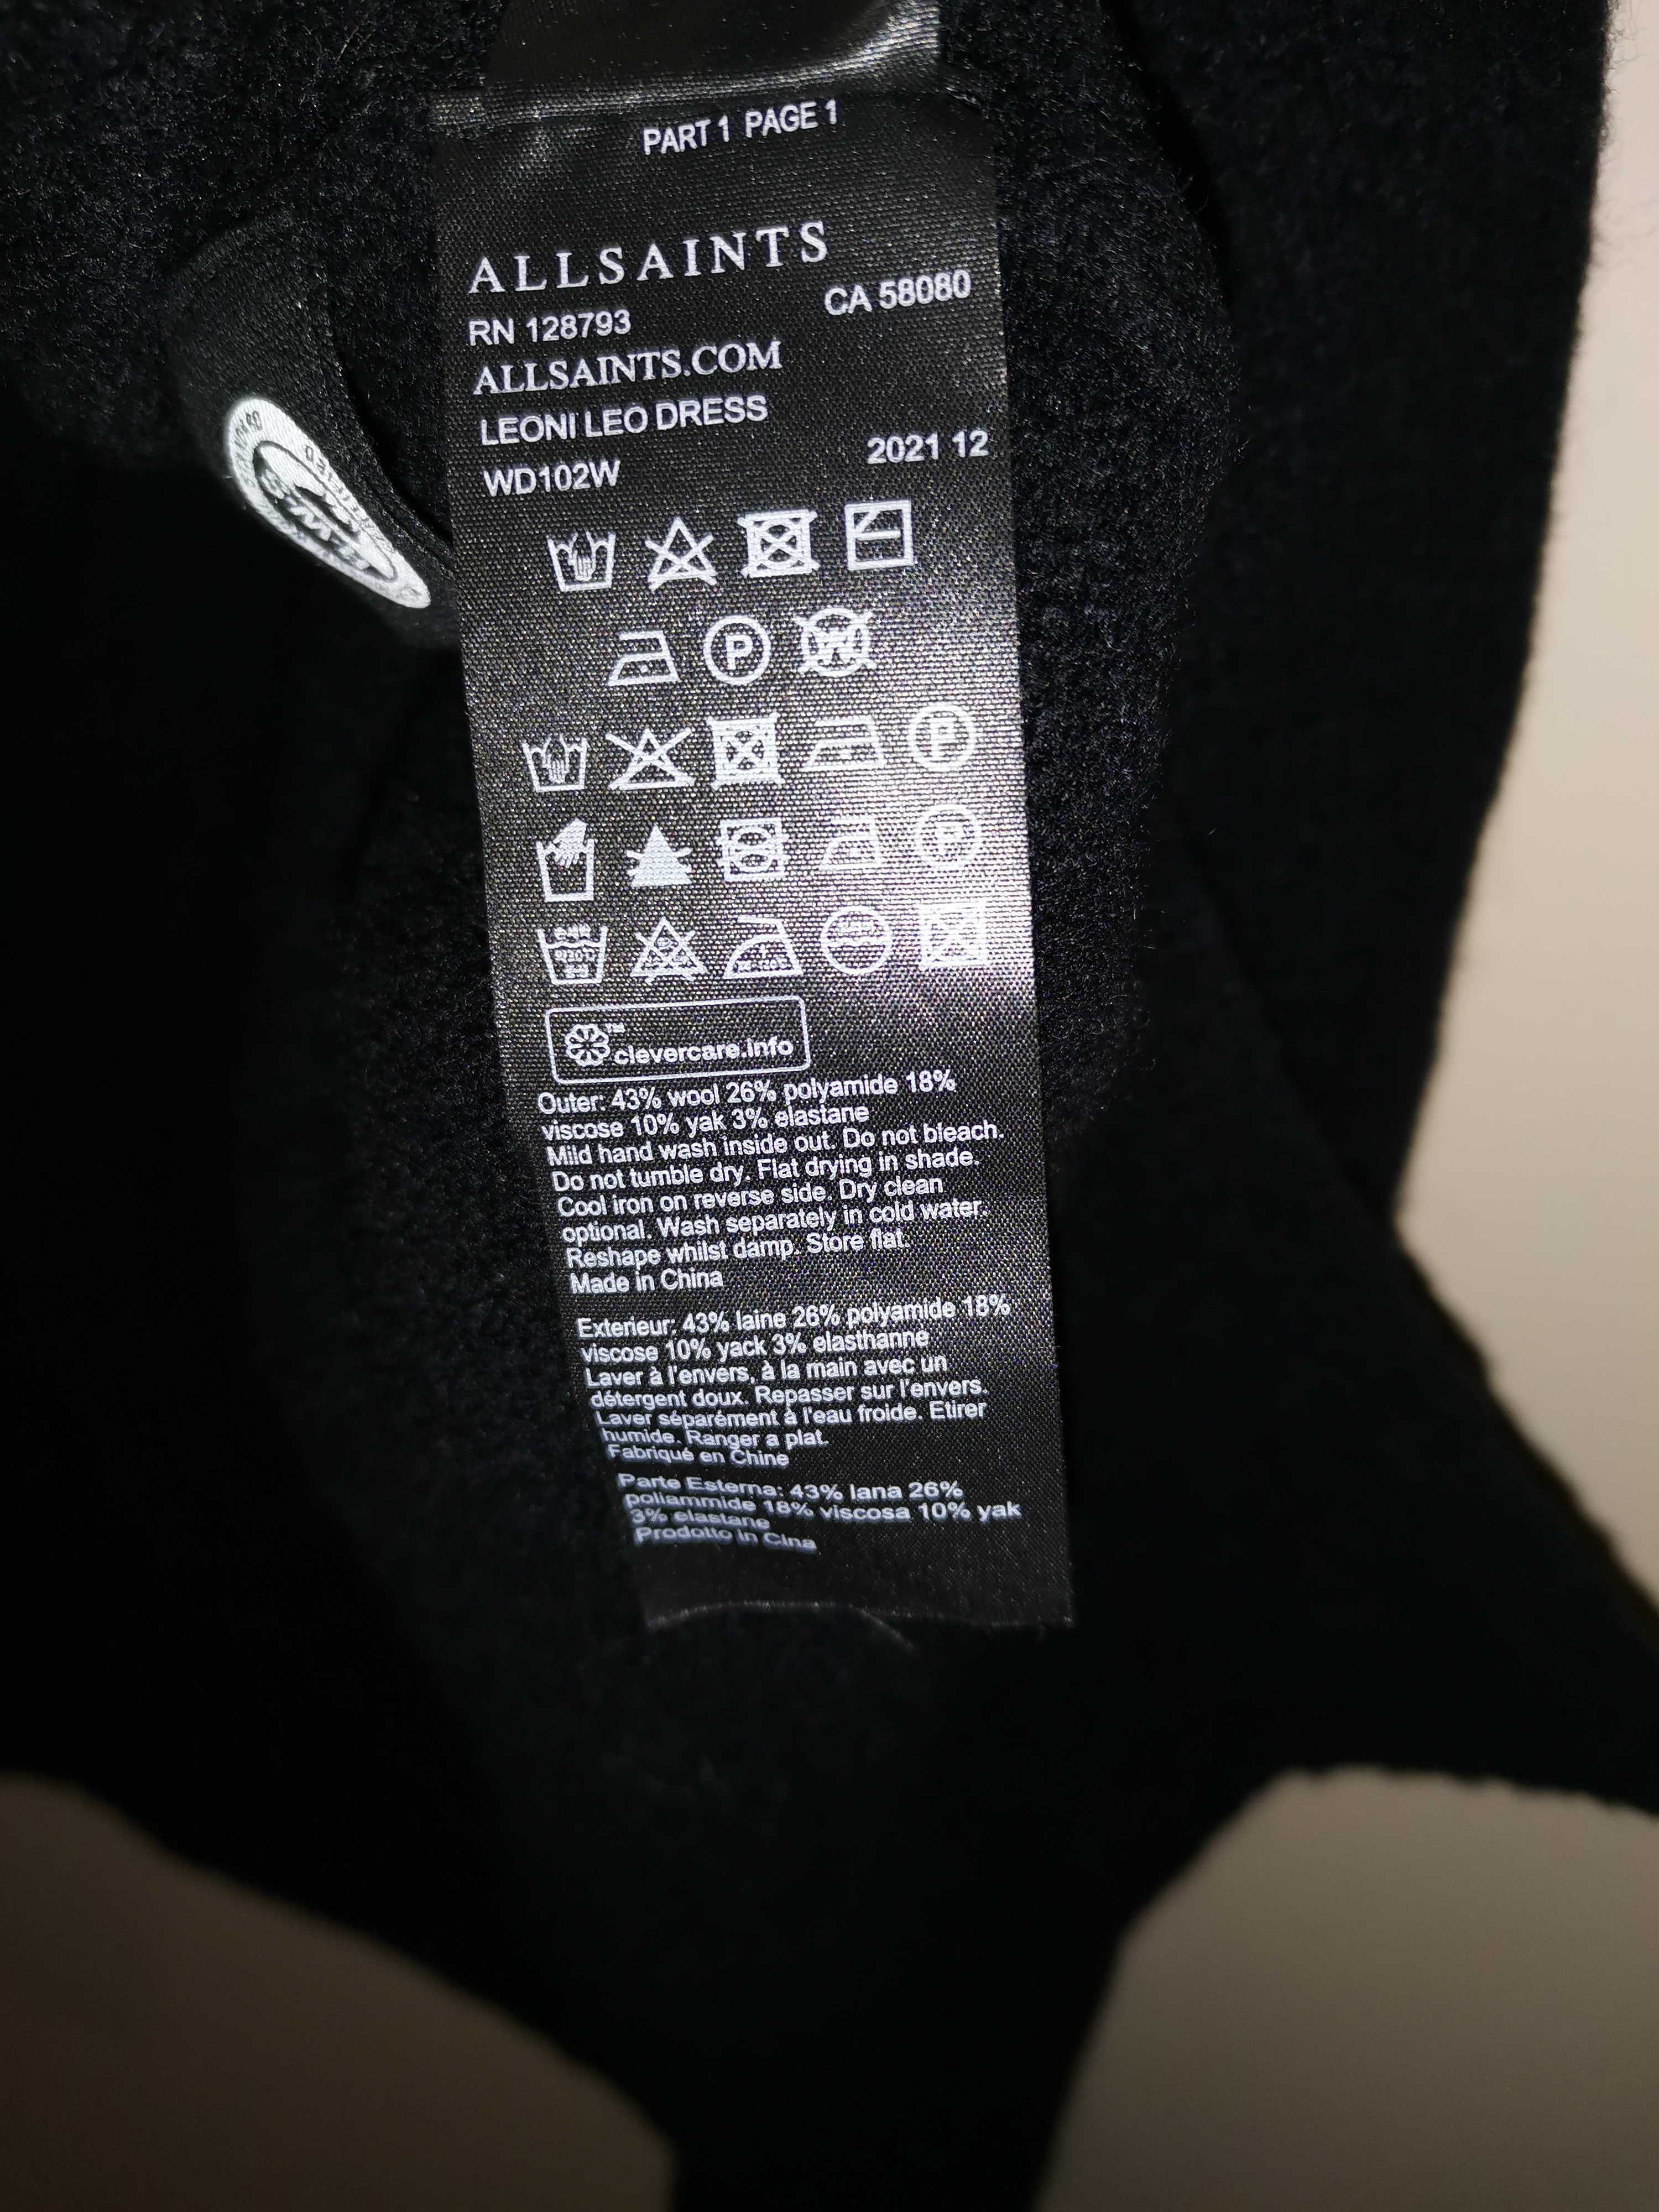 PART 1 PAGE 1
ALLSAINTS
RN 128793 CA 58080
ALLSAINTS.COM
LEONI LEO DRESS
WD102W 2021 12
P W
P
P
clevercare.info
Outer: 43% wool 26% polyamide 18%
viscose 10% yak 3% elastane
Mild hand wash inside out. Do not bleach.
Do not tumble dry. Flat drying in shade.
Cool iron on reverse side. Dry clean
optional. Wash separately in cold water.
Reshape whilst damp. Store flat.
Made in China
Exterieur: 43% laine 26% polyamide 18%
viscose 10% yack 3% elasthanne
Laver à l'envers, à la main avec un
détergent doux. Repasser sur l'envers.
Laver séparément à l'eau froide. Etirer
humide. Ranger a plat.
Fabriqué en Chine
Parte Esterna: 43% lana 26%
poliammide 18% viscosa 10% yak
3% elastane
Prodotto in Cina